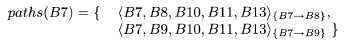 paths(B7) = { ⟨B7, B8, B10, B11, B13⟩{B7→B8},
⟨B7, B9, B10, B11, B13⟩{B7→B9} }